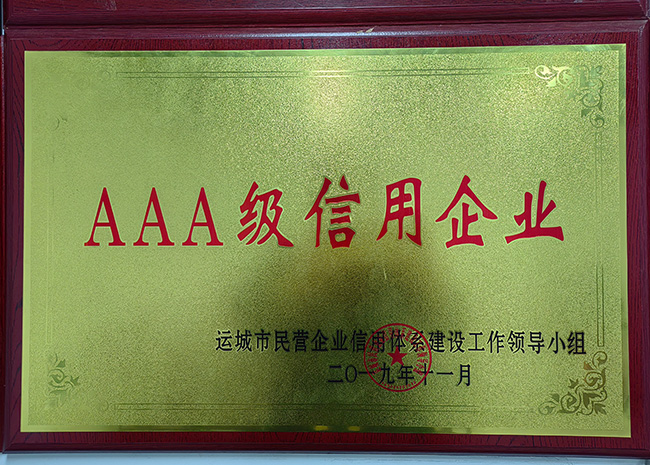 AAA级信用企业
运城市民营企业信用体系建设工作领导小组
二〇一九年十一月